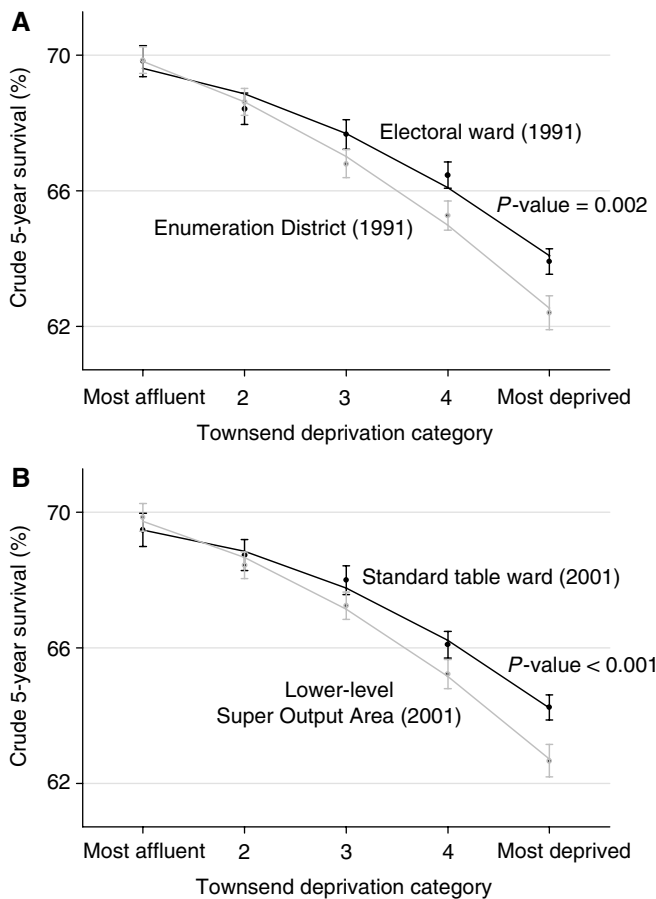 A
Crude 5-year survival (%)
70
66
62
Electoral ward (1991)
P-value = 0.002
Enumeration District (1991)
Most affluent 2 3 4 Most deprived
Townsend deprivation category
B
Crude 5-year survival (%)
70
66
62
Standard table ward (2001)
P-value < 0.001
Lower-level
Super Output Area (2001)
Most affluent 2 3 4 Most deprived
Townsend deprivation category